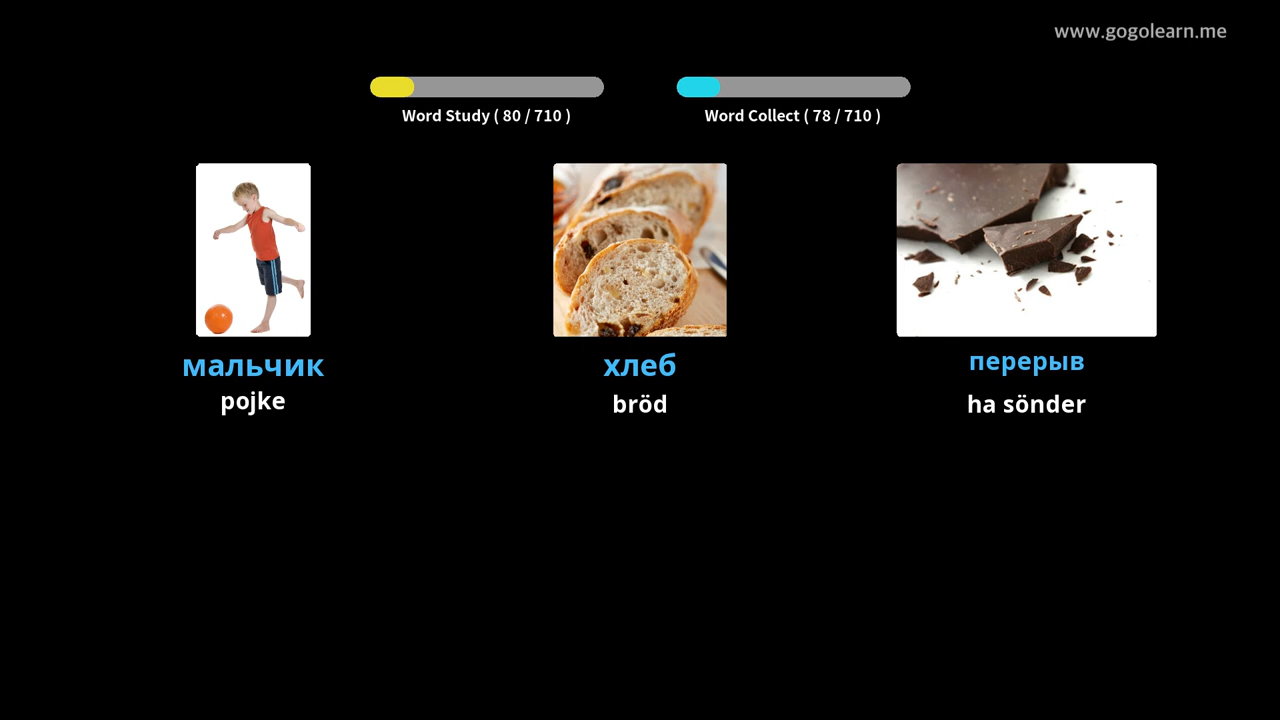 www.gogolearn.me
Word Study ( 80 / 710 )
Word Collect ( 78 / 710 )
мальчик
pojke
хлеб
bröd
перерыв
ha sönder